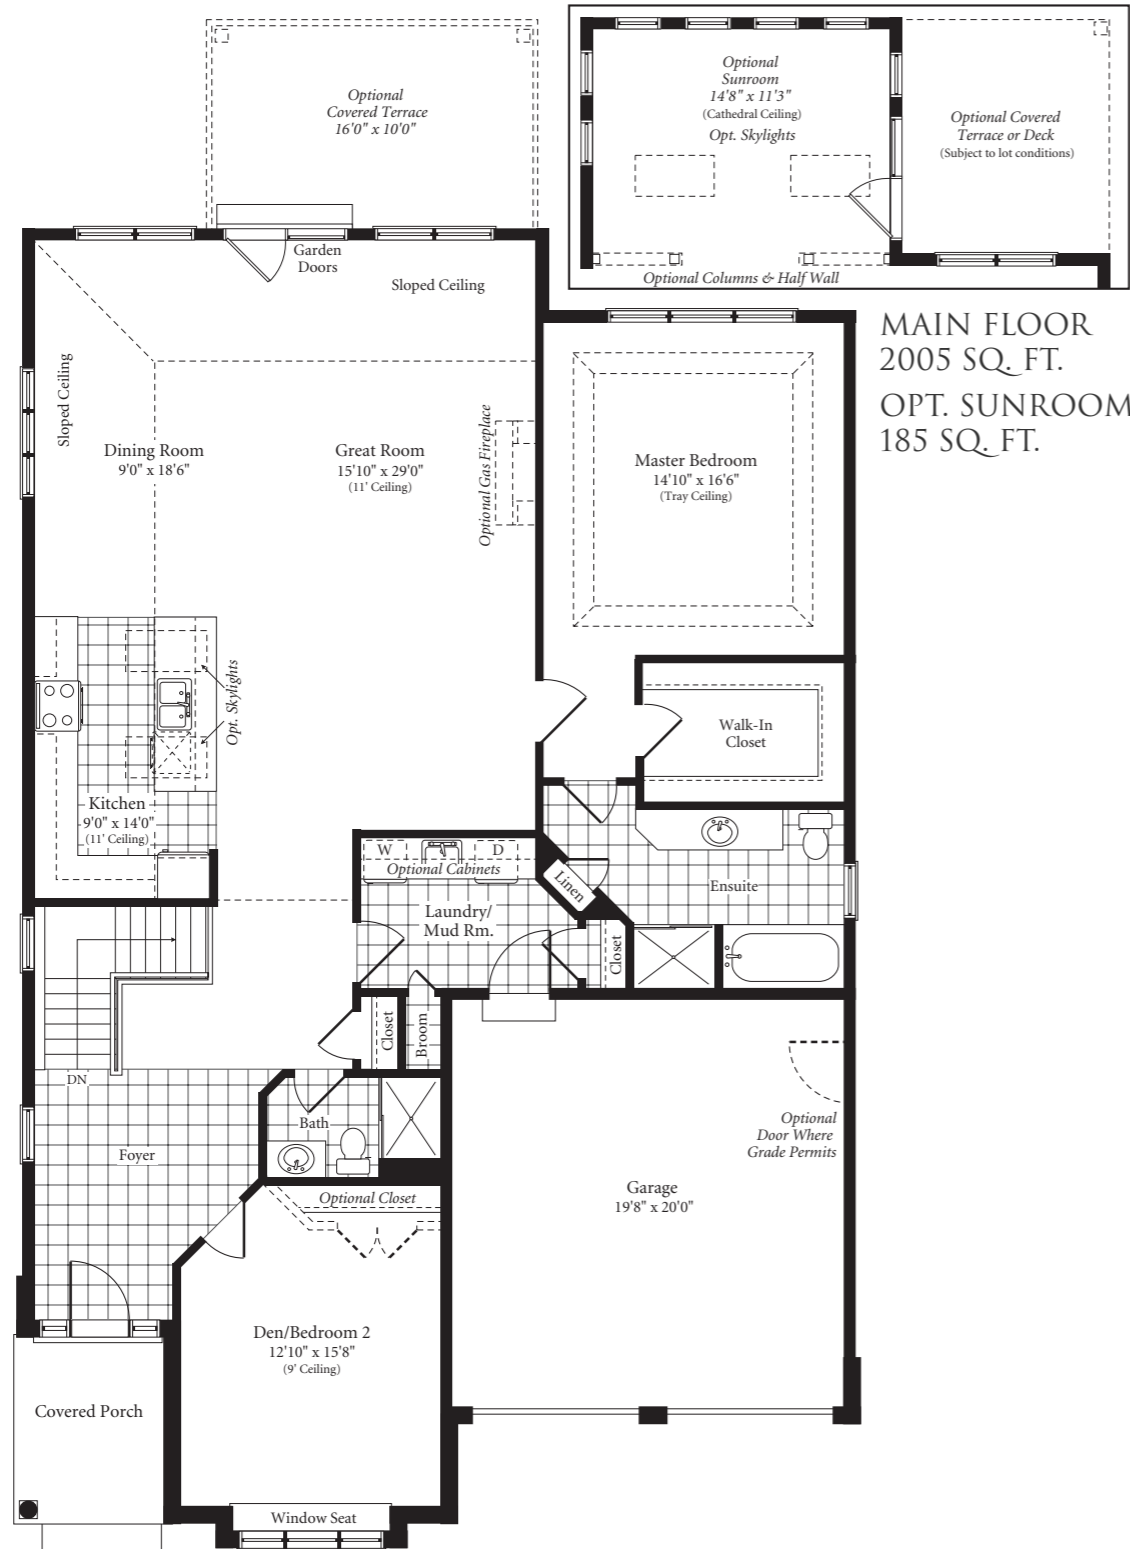 Optional
Covered Terrace
16'0" x 10'0"
Optional
Sunroom
14'8" x 11'3"
(Cathedral Ceiling)
Opt. Skylights
Optional Covered
Terrace or Deck
(Subject to lot conditions)
Optional Columns & Half Wall
MAIN FLOOR
2005 SQ. FT.
OPT. SUNROOM
185 SQ. FT.
Garden
Doors
Sloped Ceiling
Sloped Ceiling
Dining Room
9'0" x 18'6"
Great Room
15'10" x 29'0"
(11' Ceiling)
Optional Gas Fireplace
Master Bedroom
14'10" x 16'6"
(Tray Ceiling)
Opt. Skylights
Walk-In
Closet
Kitchen
9'0" x 14'0"
(11' Ceiling)
W
D
Optional Cabinets
Linen
Ensuite
Laundry/
Mud Rm.
Closet
Closet
Broom
DN
Bath
Foyer
Optional
Door Where
Grade Permits
Garage
19'8" x 20'0"
Optional Closet
Den/Bedroom 2
12'10" x 15'8"
(9' Ceiling)
Covered Porch
Window Seat